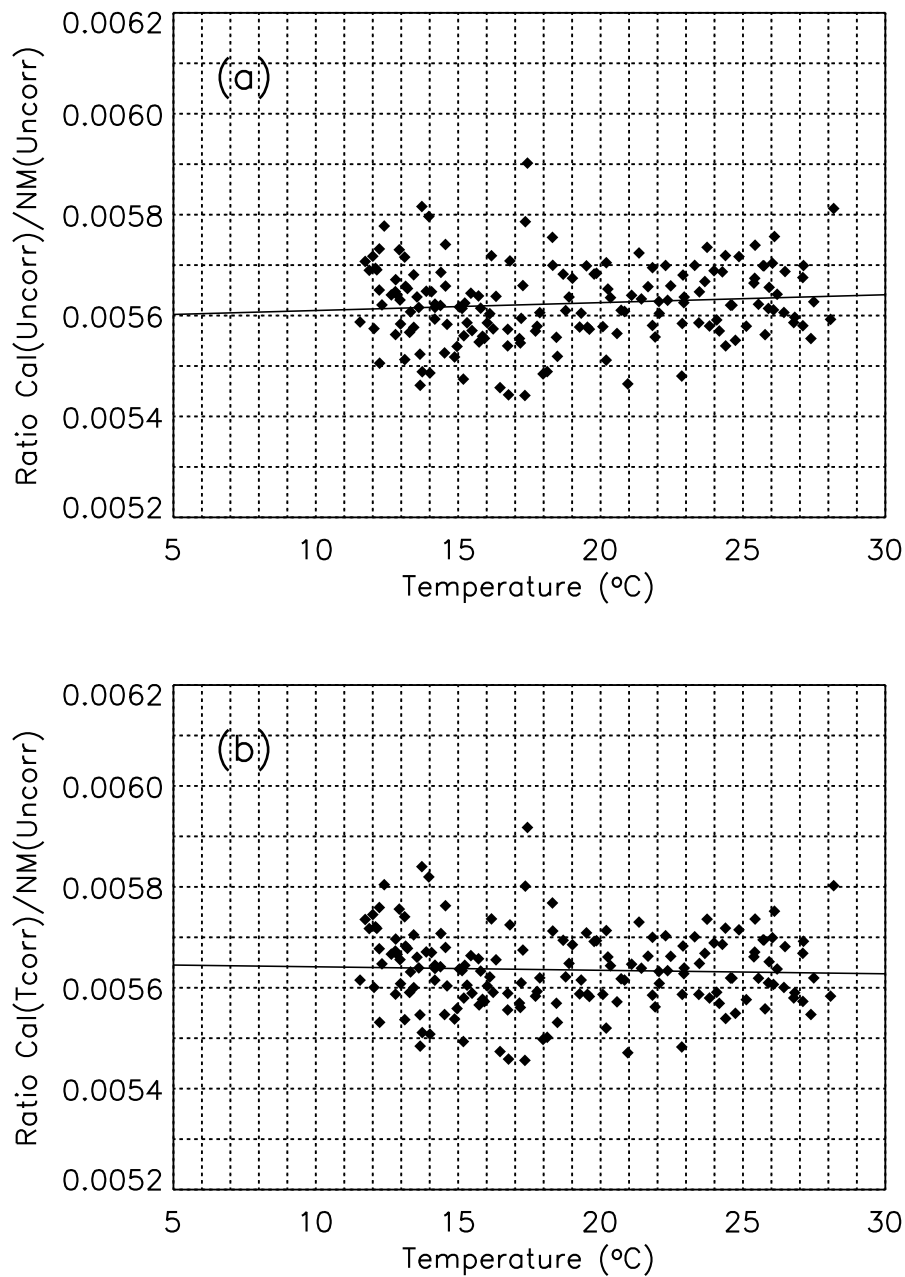 0.0062
(a)
0.0060
0.0058
0.0056
0.0054
0.0052
Ratio Cal(Uncorr)/NM(Uncorr)
5 10 15 20 25 30
Temperature (°C)
0.0062
(b)
0.0060
0.0058
0.0056
0.0054
0.0052
Ratio Cal(Tcorr)/NM(Uncorr)
5 10 15 20 25 30
Temperature (°C)